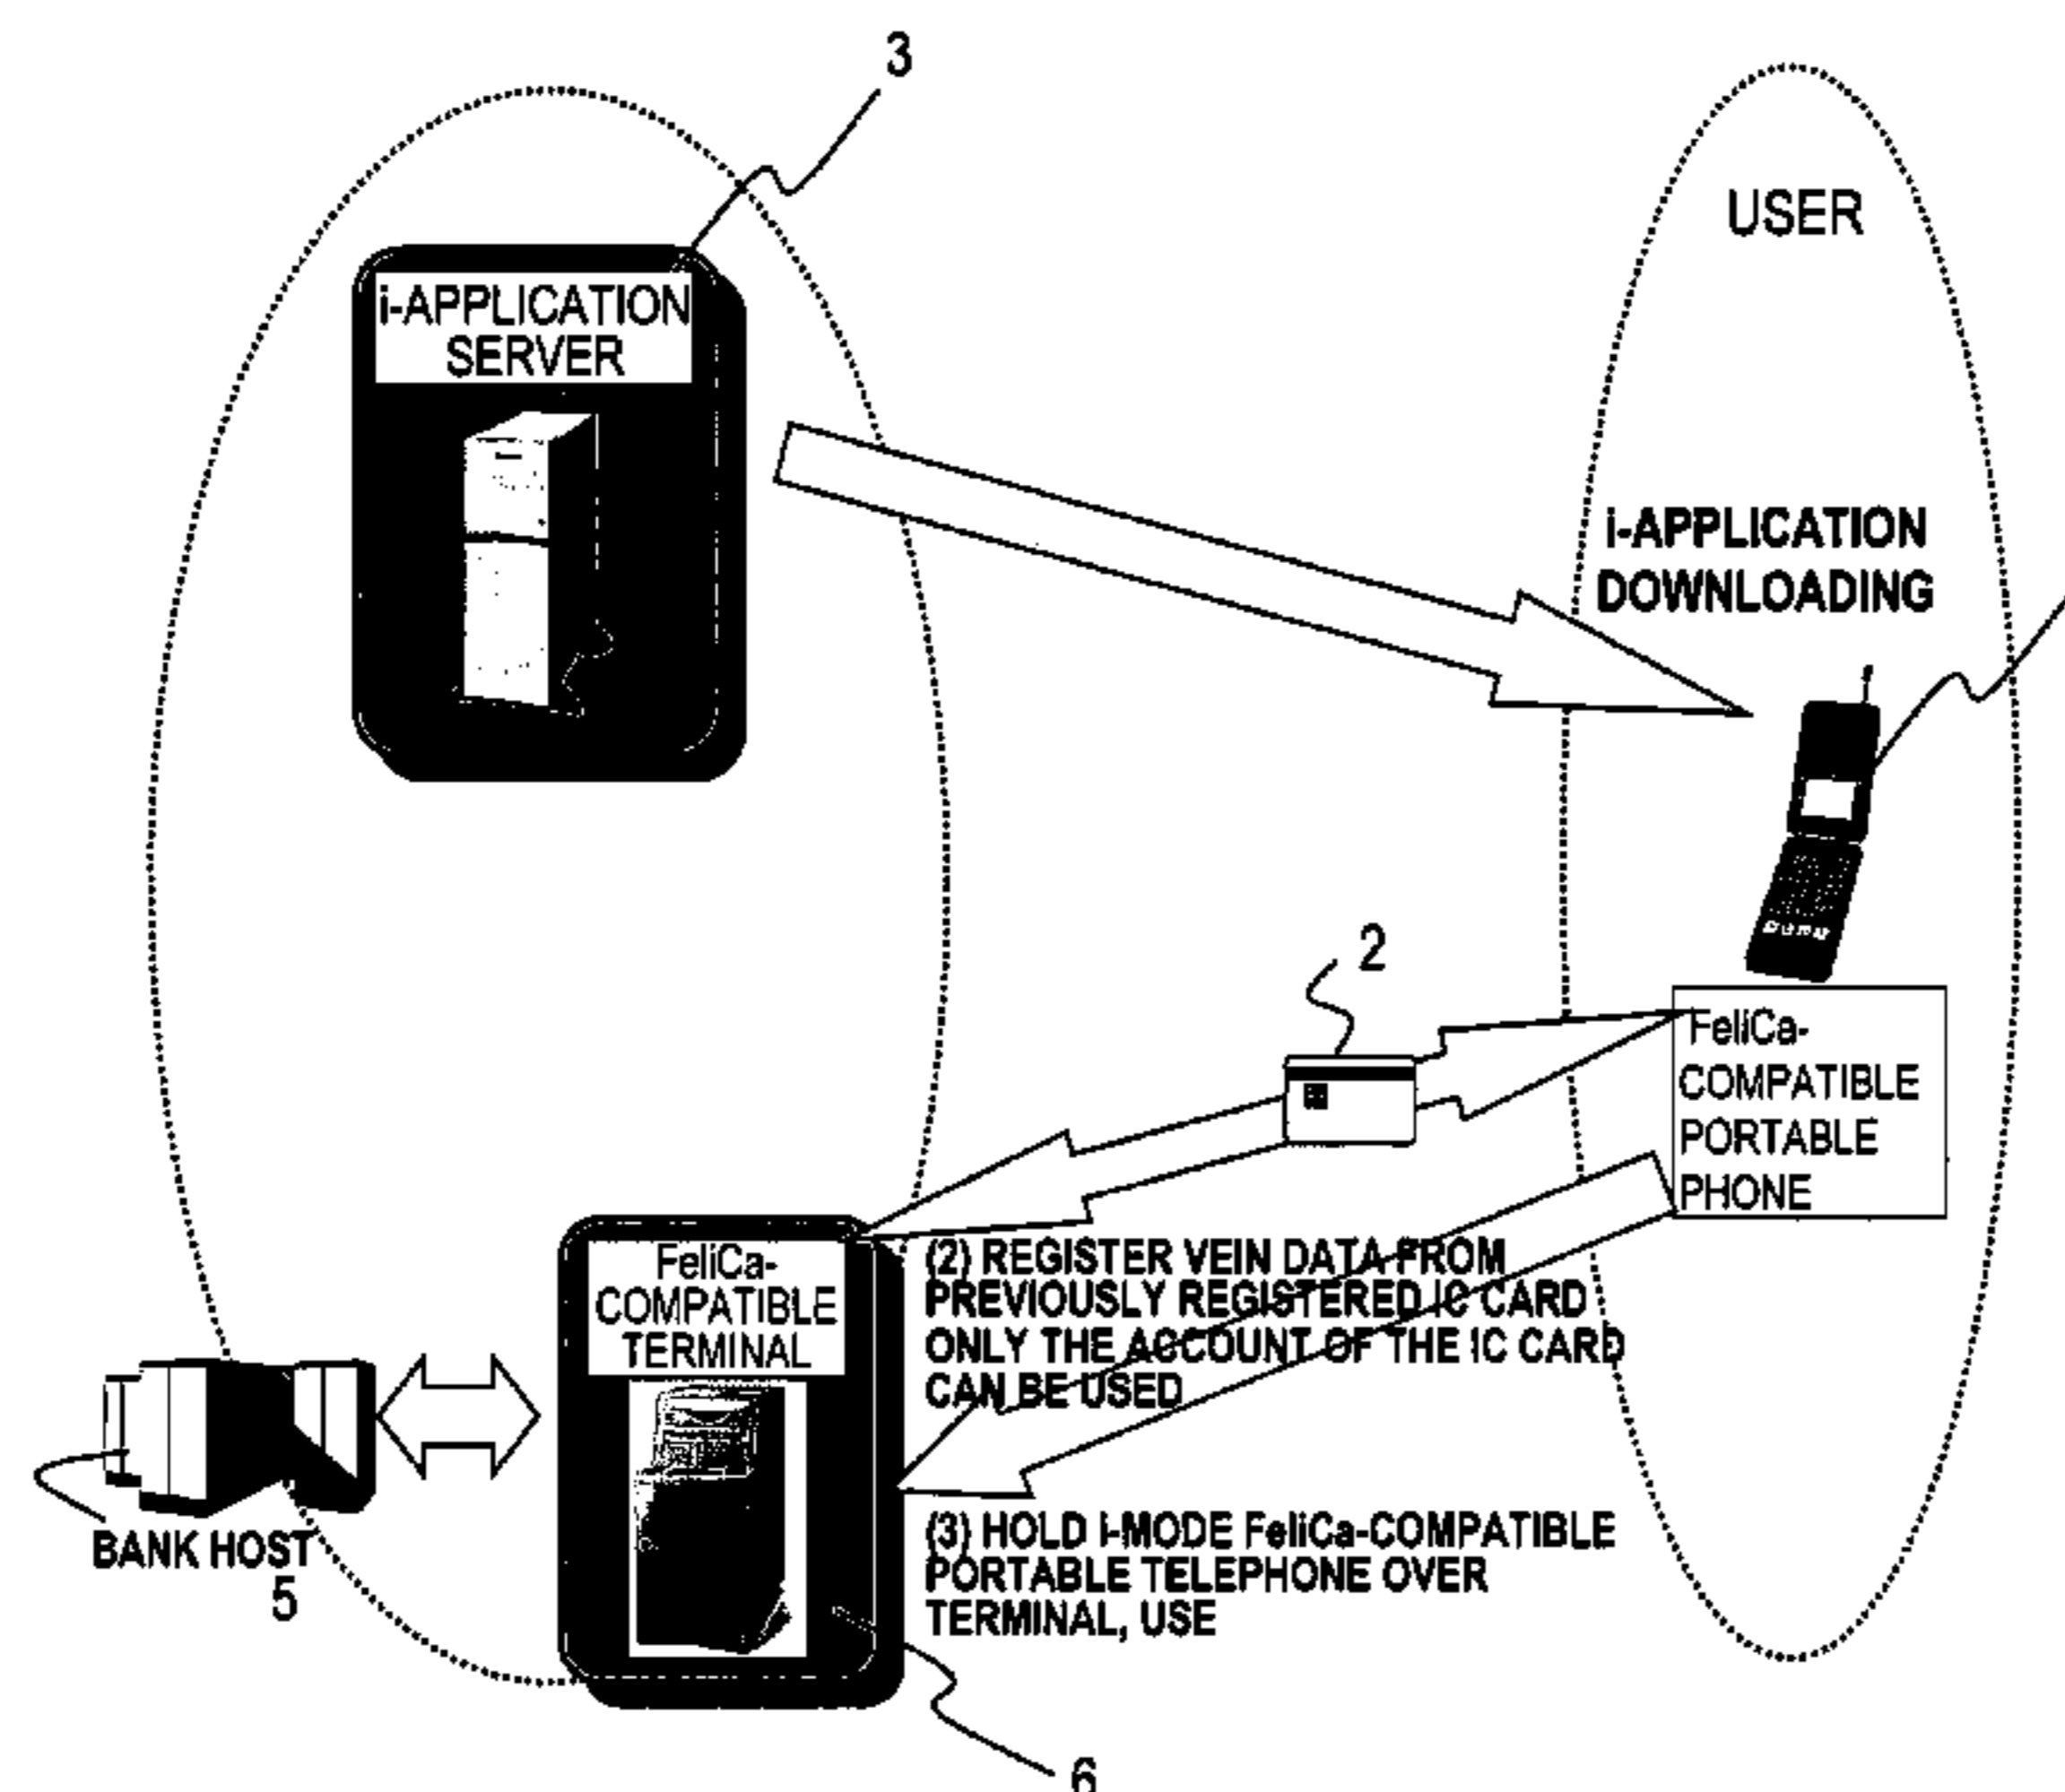 3
USER
i-APPLICATION
SERVER
i-APPLICATION
DOWNLOADING
2
FeliCa-
COMPATIBLE
PORTABLE
PHONE
FeliCa-
COMPATIBLE
TERMINAL
(2) REGISTER VEIN DATA FROM
PREVIOUSLY REGISTERED IC CARD
ONLY THE ACCOUNT OF THE IC CARD
CAN BE USED
BANK HOST
5
(3) HOLD i-MODE FeliCa-COMPATIBLE
PORTABLE TELEPHONE OVER
TERMINAL, USE
6